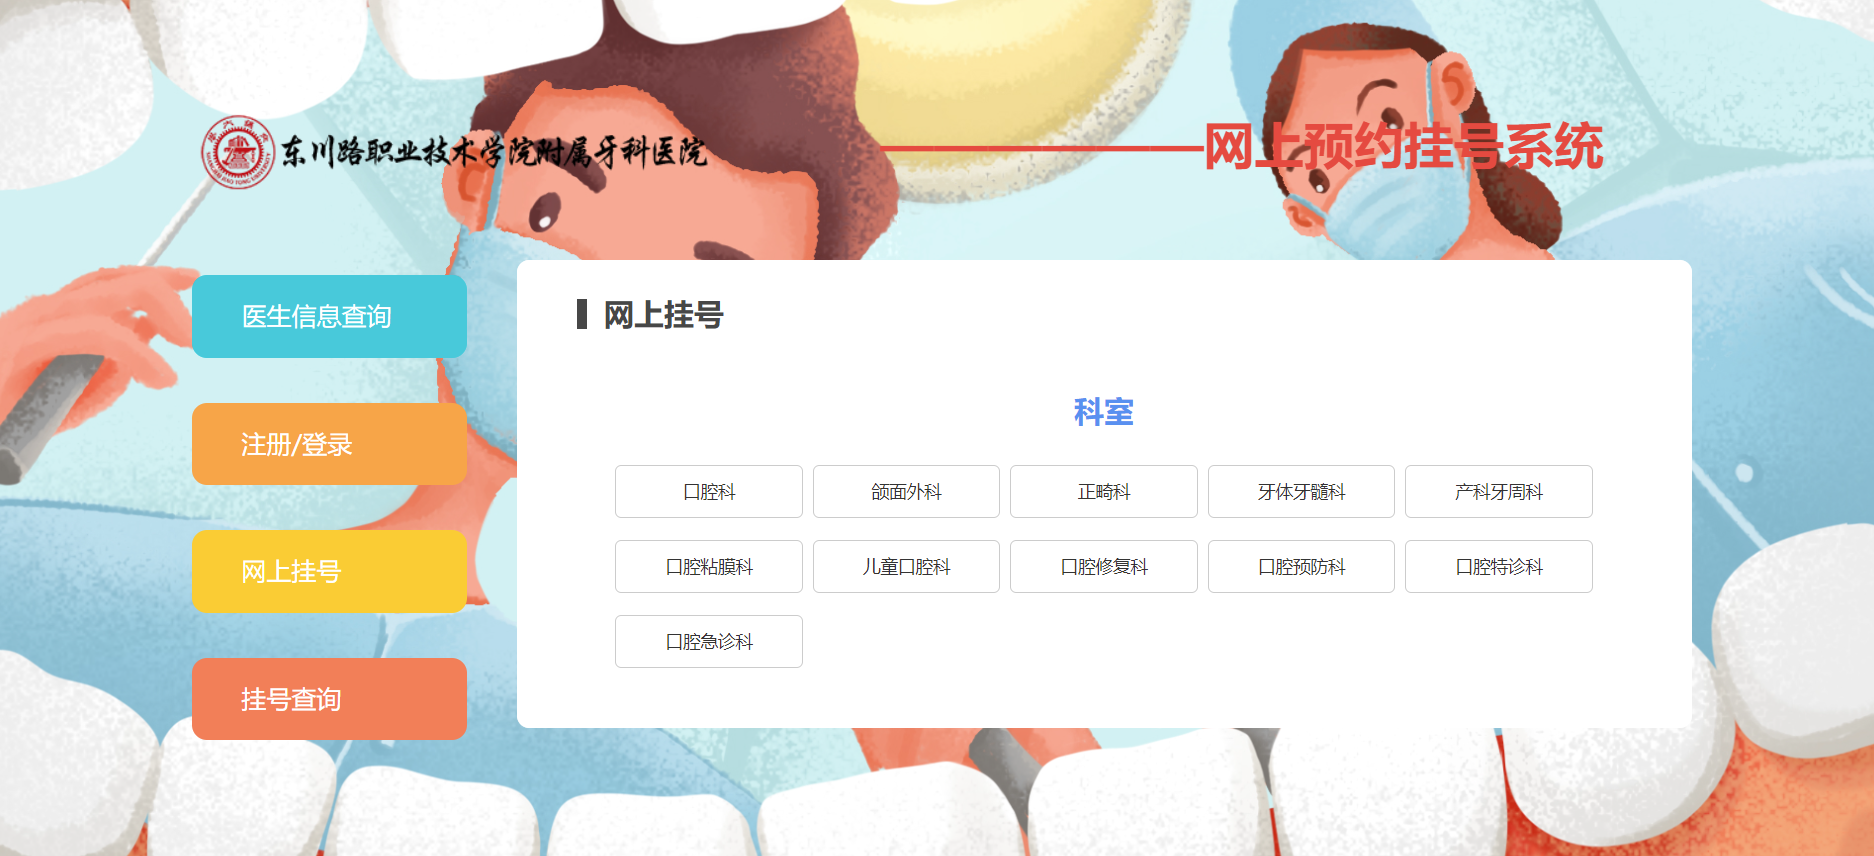 东川路职业技术学院附属牙科医院
网上预约挂号系统
医生信息查询
注册/登录
网上挂号
挂号查询
网上挂号
科室
口腔科
颌面外科
正畸科
牙体牙髓科
产科牙周科
口腔粘膜科
儿童口腔科
口腔修复科
口腔预防科
口腔特诊科
口腔急诊科